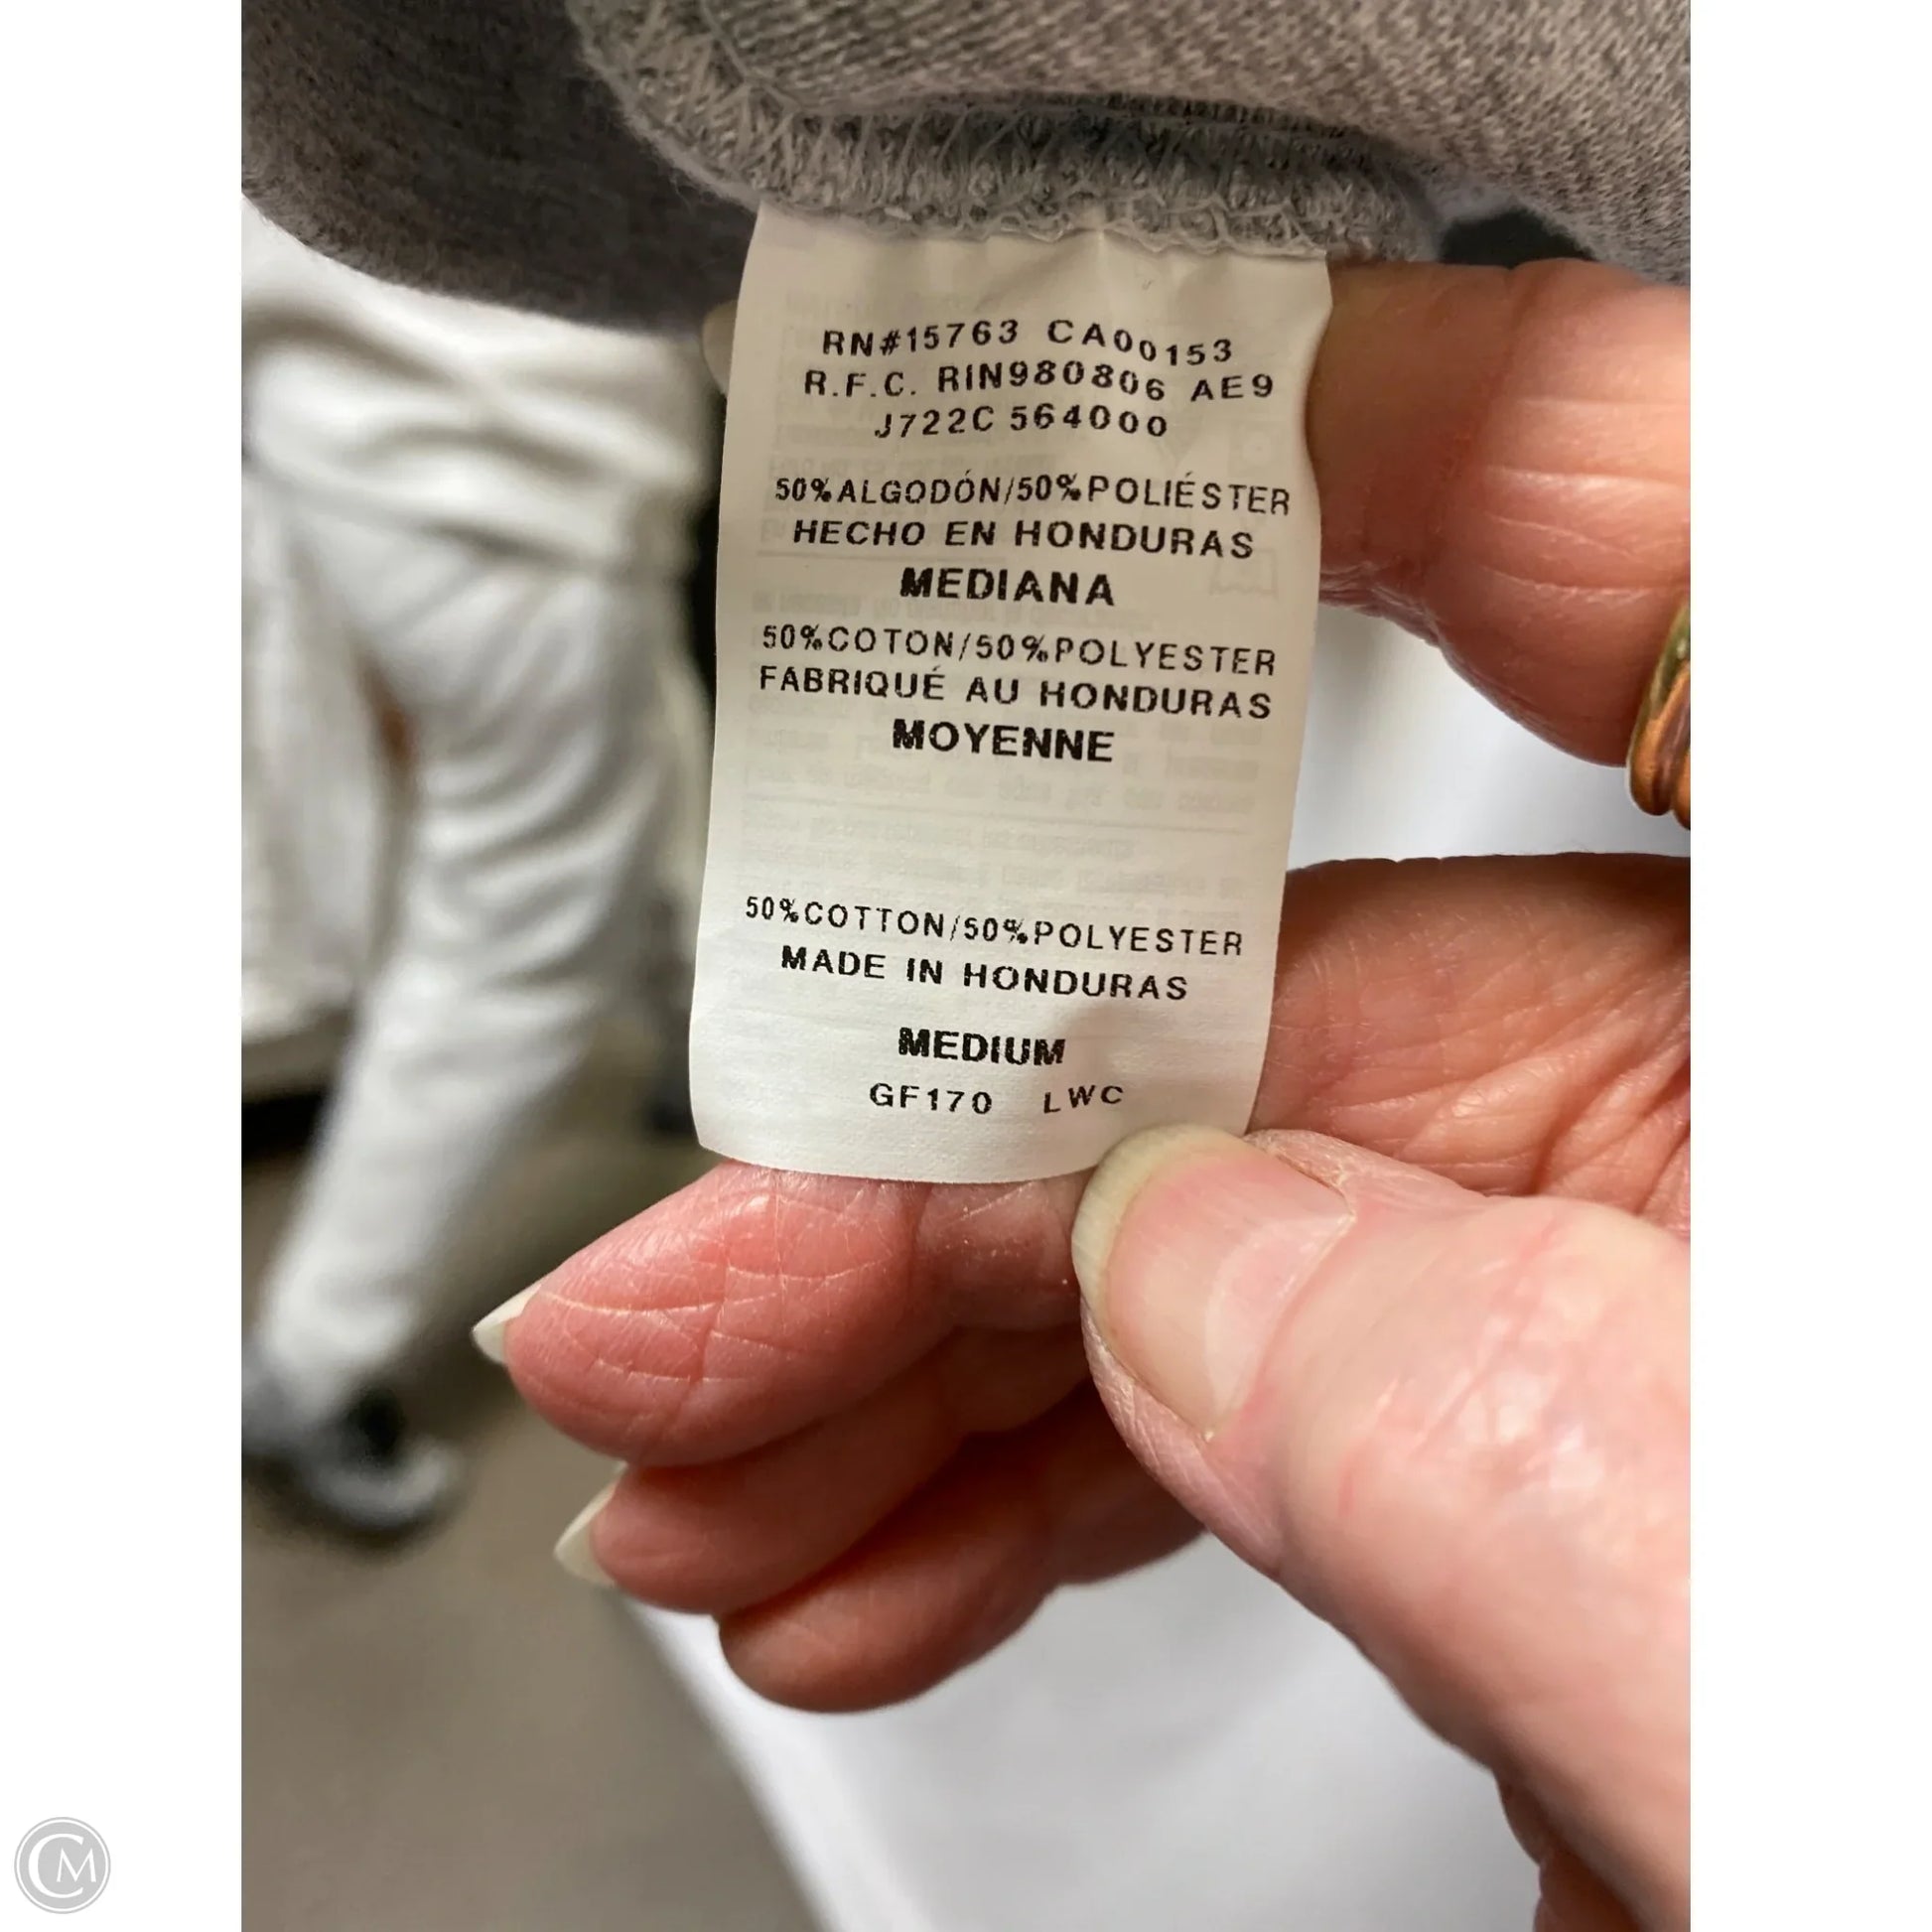 RN#15763 CA00153
R.F.C. RIN980806 AE9
J722C 564000
50%ALGODÓN/50%POLIÉSTER
HECHO EN HONDURAS
MEDIANA
50%COTON/50%POLYESTER
FABRIQUÉ AU HONDURAS
MOYENNE
50%COTTON/50%POLYESTER
MADE IN HONDURAS
MEDIUM
GF170 LWC
CM